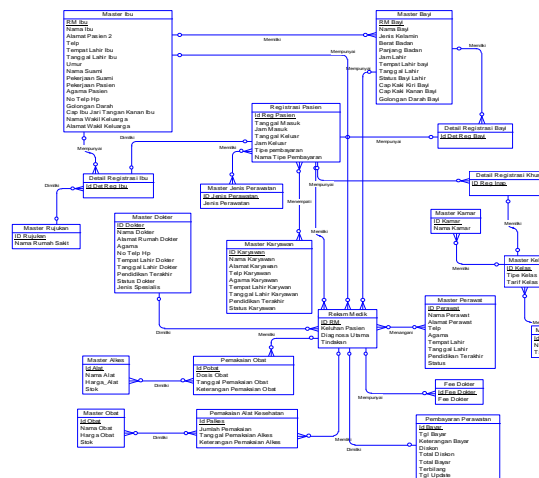 Master Ibu
RM Ibu
Nama Ibu
Alamat Pasien 2
Telp
Tempat Lahir Ibu
Tanggal Lahir Ibu
Umur
Nama Suami
Pekerjaan Suami
Pekerjaan Pasien
Agama Pasien
No Telp Hp
Golongan Darah
Cap Ibu Jari Tangan Kanan Ibu
Nama Wakil Keluarga
Alamat Wakil Keluarga
Memiliki
Mempunyai
Master Bayi
RM Bayi
Nama Bayi
Jenis Kelamin
Berat Badan
Panjang Badan
Jam Lahir
Tempat Lahir bayi
Tanggal Lahir
Status Bayi Lahir
Cap Kaki Kiri Bayi
Cap Kaki Kanan Bayi
Golongan Darah Bayi
Mempunyai
Memiliki
Registrasi Pasien
Id Reg Pasien
Tanggal Masuk
Jam Masuk
Tanggal Keluar
Jam Keluar
Tipe pembayaran
Nama Tipe Pembayaran
Detail Registrasi Bayi
Id Det Reg Bayi
Mempunyai
Dimiliki
Mempunyai
Detail Registrasi Ibu
Id Det Reg Ibu
Dimiliki
Memiliki
Master Jenis Perawatan
ID Jenis Perawatan
Jenis Perawatan
Menangani
Mempunyai
Detail Registrasi Khu
ID Reg Inap
Dimiliki
Master Rujukan
ID Rujukan
Nama Rumah Sakit
Master Dokter
ID Dokter
Nama Dokter
Alamat Rumah Dokter
Agama
No Telp Hp
Tempat Lahir Dokter
Tanggal Lahir Dokter
Pendidikan Terakhir
Status Dokter
Jenis Spesialis
Dimiliki
Master Karyawan
ID Karyawan
Nama Karyawan
Alamat Karyawan
Telp Karyawan
Agama Karyawan
Tempat Lahir Karyawan
Tanggal Lahir Karyawan
Pendidikan Terakhir
Status Karyawan
Memiliki
Memiliki
Master Kamar
ID Kamar
Nama Kamar
Memiliki
Master Ke
ID Kelas
Tipe Kelas
Tarif Kelas
Rekam Medik
ID RM
Keluhan Pasien
Diagnosa Utama
Tindakan
Menangani
Master Perawat
ID Perawat
Nama Perawat
Alamat Perawat
Telp
Agama
Tempat Lahir
Tanggal Lahir
Pendidikan Terakhir
Status
Memiliki
Master Alkes
Id Alat
Nama Alat
Harga_Alat
Stok
Dimiliki
Pemakaian Obat
Id Pobat
Dosis Obat
Tanggal Pemakaian Obat
Keterangan Pemakaian Obat
Mempunyai
Fee Dokter
Id Fee Dokter
Fee Dokter
Master Obat
Id Obat
Nama Obat
Harga Obat
Stok
Dimiliki
Pemakaian Alat Kesehatan
Id Palkes
Jumlah Pemakaian
Tanggal Pemakaian Alkes
Keterangan Pemakaian Alkes
Memiliki
Dimiliki
Pembayaran Perawatan
Id Bayar
Tgl Bayar
Keterangan Bayar
Diskon
Total Diskon
Total Bayar
Terbilang
Tgl Update